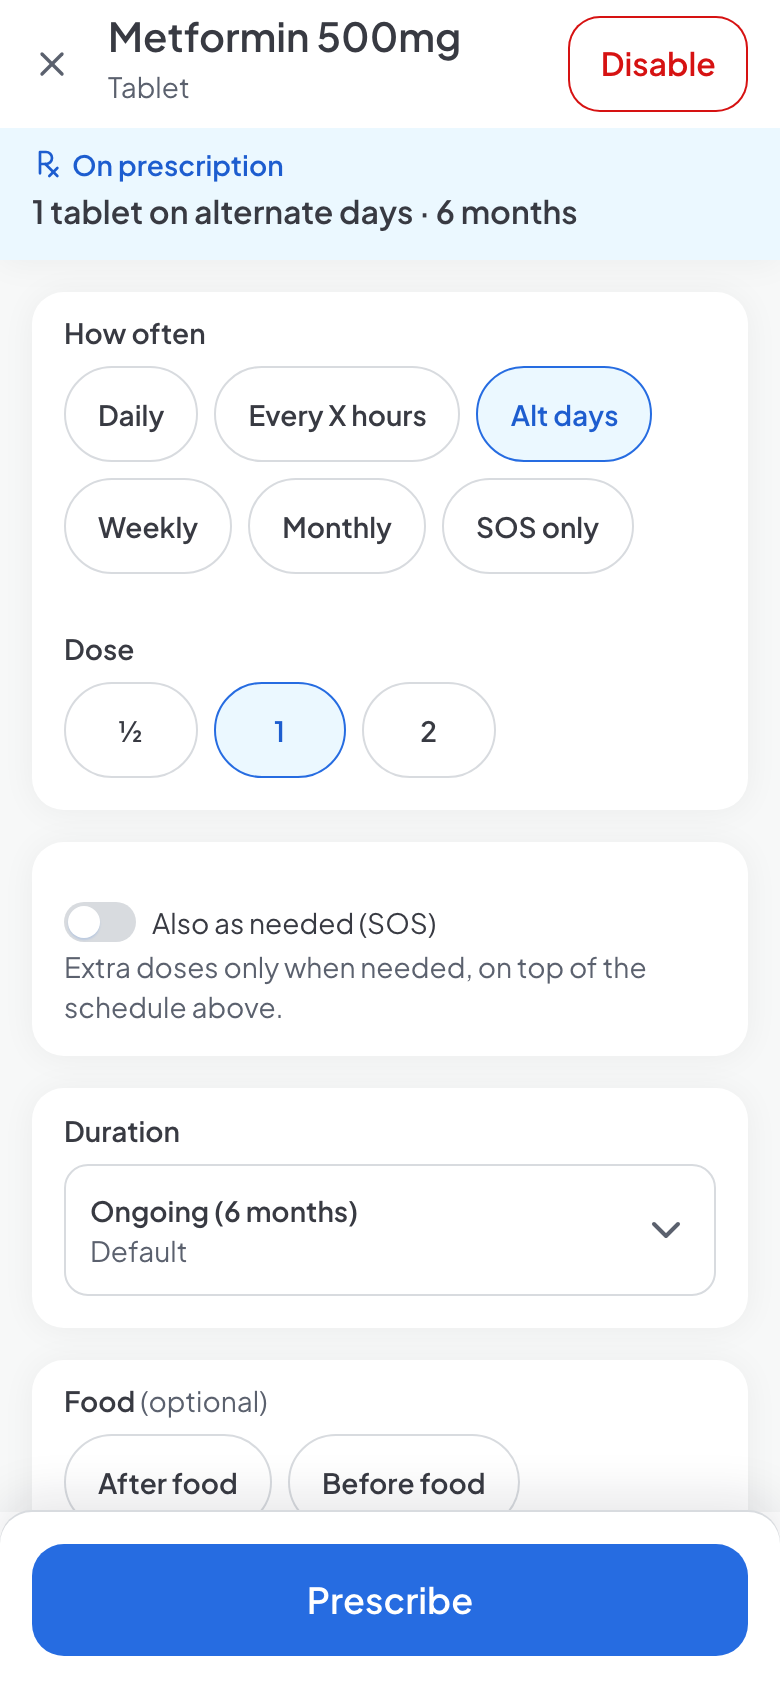 Metformin 500mg
Tablet
Disable
On prescription
1 tablet on alternate days · 6 months
How often
Daily
Every X hours
Alt days
Weekly
Monthly
SOS only
Dose
½
1
2
Also as needed (SOS)
Extra doses only when needed, on top of the
schedule above.
Duration
Ongoing (6 months)
Default
Food (optional)
After food
Before food
Prescribe